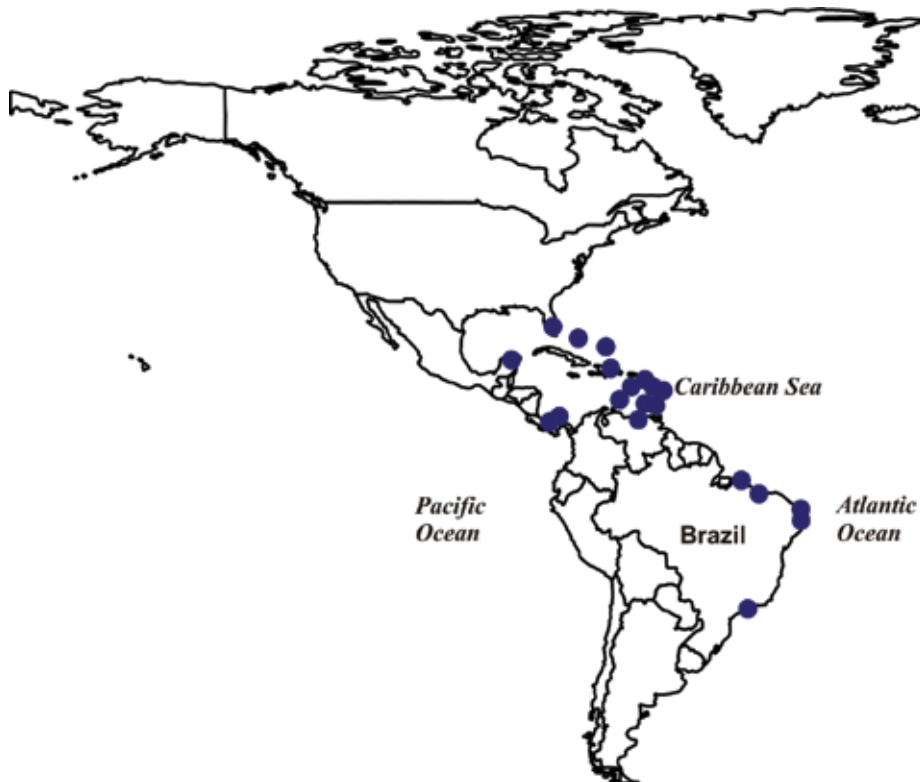 Caribbean Sea
Pacific
Ocean
Atlantic
Ocean
Brazil